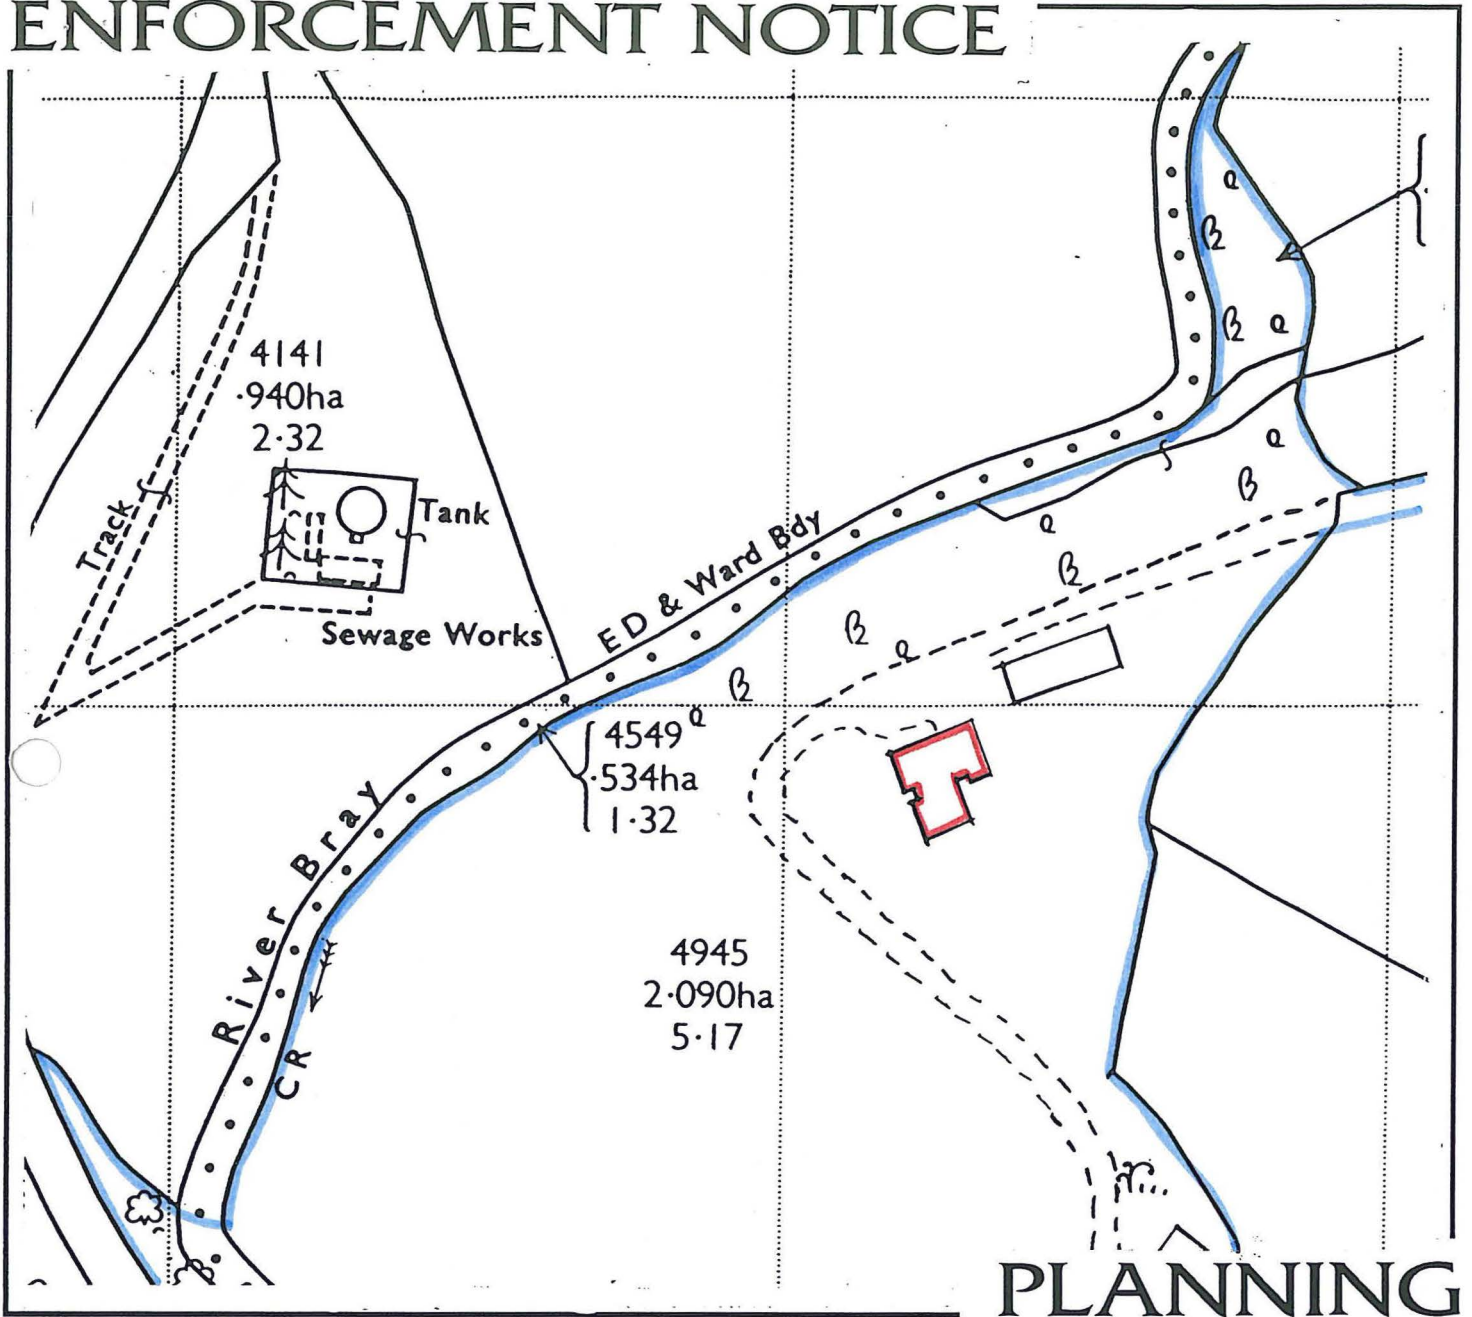 ENFORCEMENT NOTICE
4141
·940ha
2·32
Track
Tank
Sewage Works
ED & Ward Bdy
4549
·534ha
1·32
River Bray
CR
4945
2·090ha
5·17
PLANNING